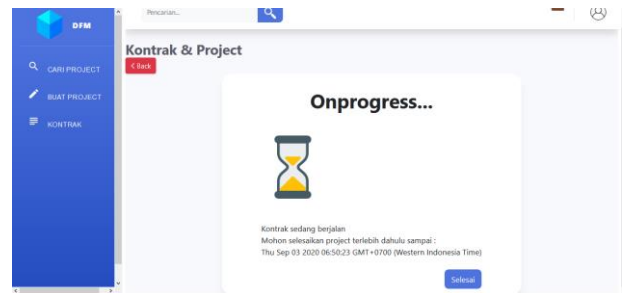 DFM
Pencarian...
CARI PROJECT
BUAT PROJECT
KONTRAK
Kontrak & Project
< Back
Onprogress...
Kontrak sedang berjalan
Mohon selesaikan project terlebih dahulu sampai :
Thu Sep 03 2020 06:50:23 GMT+0700 (Western Indonesia Time)
Selesai